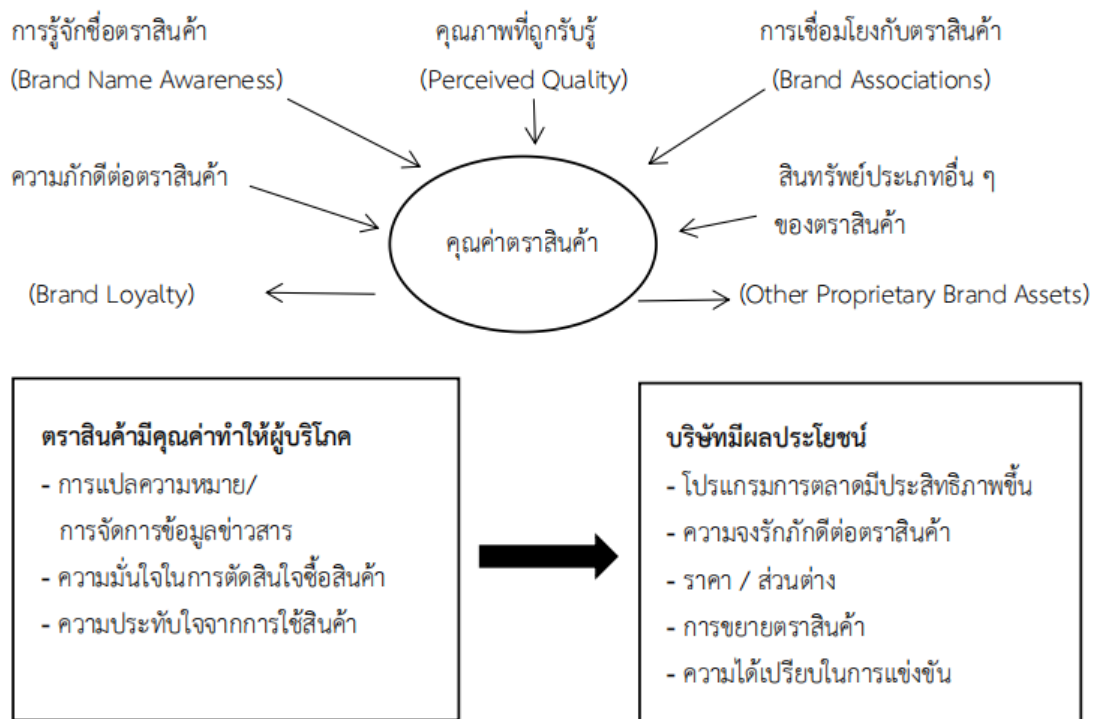 การรู้จักชื่อตราสินค้า
(Brand Name Awareness)
คุณภาพที่ถูกรับรู้
(Perceived Quality)
การเชื่อมโยงกับตราสินค้า
(Brand Associations)
ความภักดีต่อตราสินค้า
(Brand Loyalty)
คุณค่าตราสินค้า
สินทรัพย์ประเภทอื่น ๆ
ของตราสินค้า
(Other Proprietary Brand Assets)
ตราสินค้ามีคุณค่าทำให้ผู้บริโภค
- การแปลความหมาย/
การจัดการข้อมูลข่าวสาร
- ความมั่นใจในการตัดสินใจซื้อสินค้า
- ความประทับใจจากการใช้สินค้า
บริษัทมีผลประโยชน์
- โปรแกรมการตลาดมีประสิทธิภาพขึ้น
- ความจงรักภักดีต่อตราสินค้า
- ราคา / ส่วนต่าง
- การขยายตราสินค้า
- ความได้เปรียบในการแข่งขัน